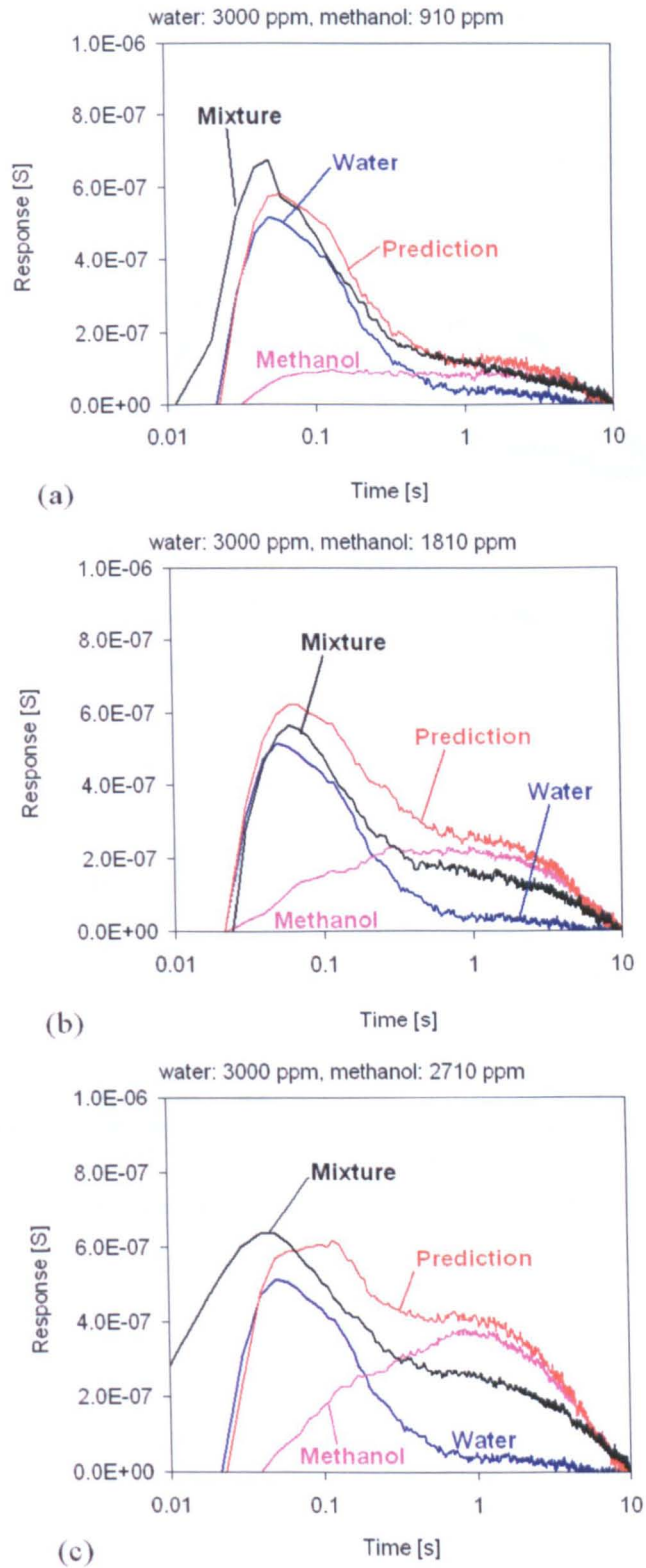 water: 3000 ppm, methanol: 910 ppm
1.0E-06
8.0E-07
6.0E-07
4.0E-07
2.0E-07
0.0E+00
Response [S]
Mixture
Water
Prediction
Methanol
0.01
0.1
1
10
Time [s]
(a)
water: 3000 ppm, methanol: 1810 ppm
1.0E-06
8.0E-07
6.0E-07
4.0E-07
2.0E-07
0.0E+00
Response [S]
Mixture
Prediction
Water
Methanol
0.01
0.1
1
10
Time [s]
(b)
water: 3000 ppm, methanol: 2710 ppm
1.0E-06
8.0E-07
6.0E-07
4.0E-07
2.0E-07
0.0E+00
Response [S]
Mixture
Prediction
Methanol
Water
0.01
0.1
1
10
Time [s]
(c)